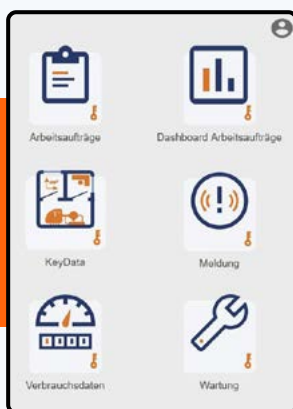 Arbeitsaufträge
Dashboard Arbeitsaufträge
KeyData
Meldung
Verbrauchsdaten
Wartung